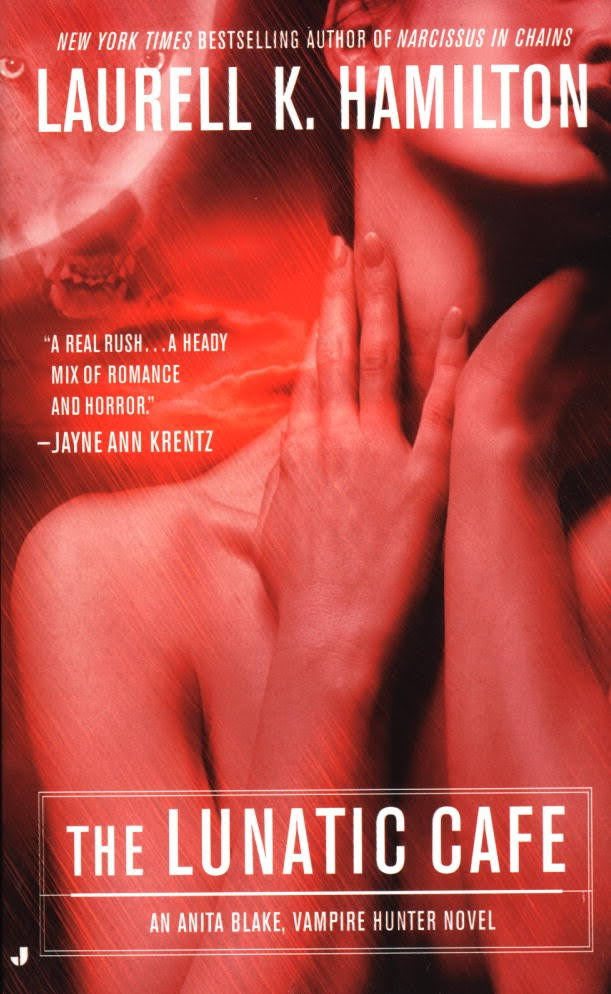 NEW YORK TIMES BESTSELLING AUTHOR OF NARCISSUS IN CHAINS
LAURELL K. HAMILTON
“A REAL RUSH...A HEADY
MIX OF ROMANCE
AND HORROR.”
–JAYNE ANN KRENTZ
THE LUNATIC CAFE
AN ANITA BLAKE, VAMPIRE HUNTER NOVEL
J